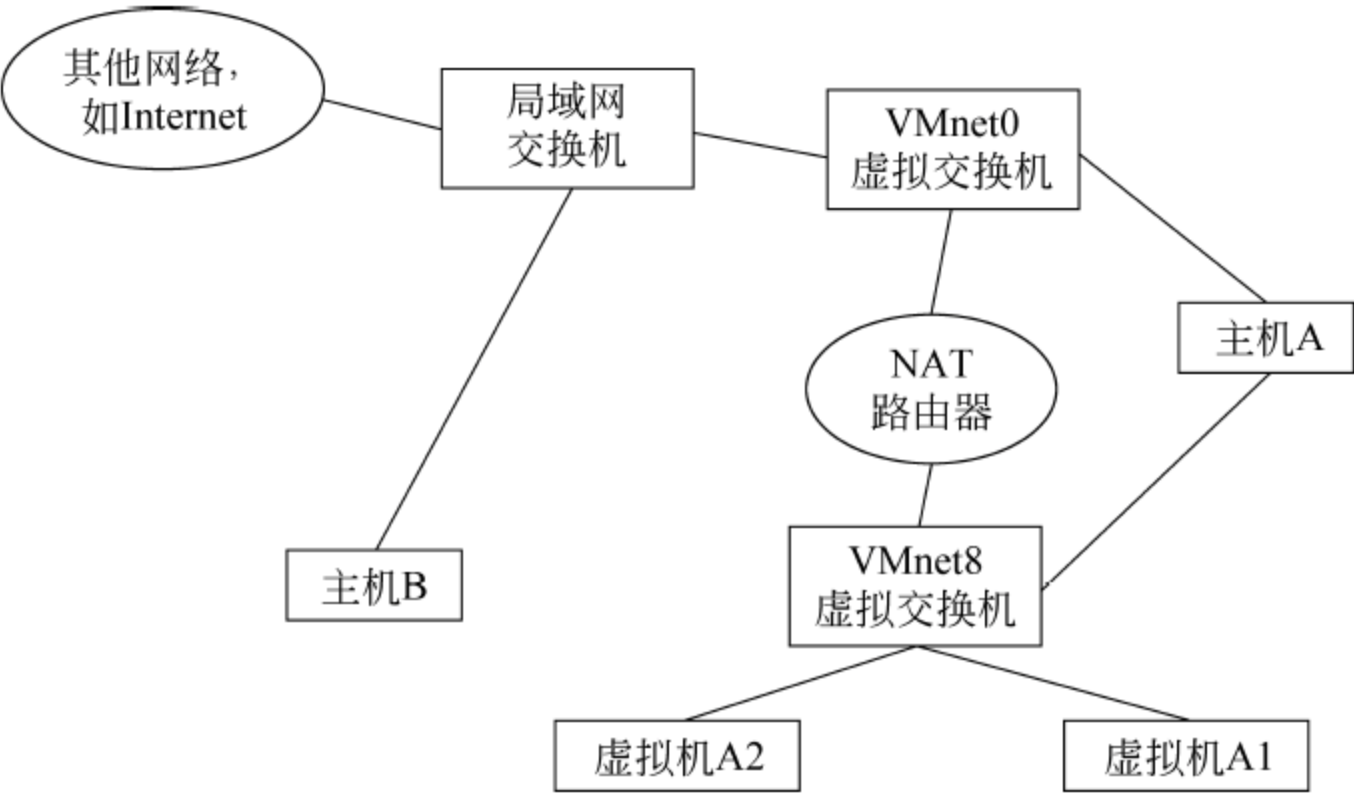 其他网络，
如Internet
局域网
交换机
VMnet0
虚拟交换机
主机A
NAT
路由器
主机B
VMnet8
虚拟交换机
虚拟机A2
虚拟机A1